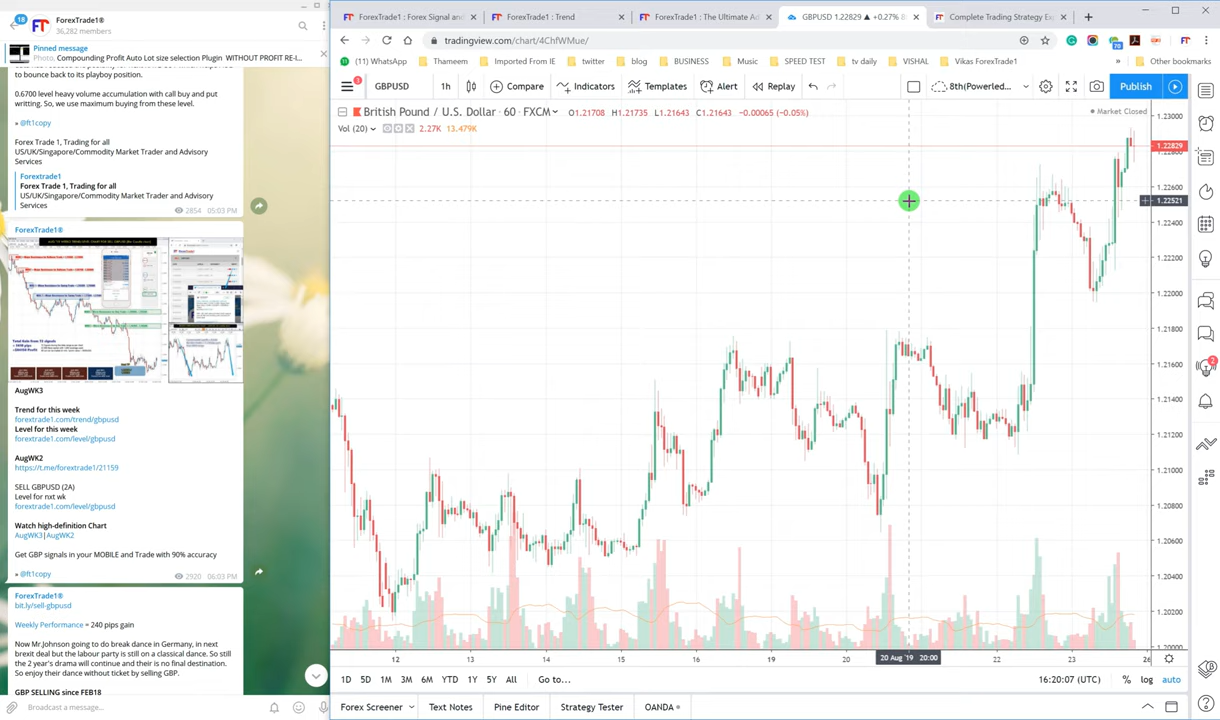 18
FT
ForexTrade1®
36,282 members
Pinned message
Photo, Compounding Profit Auto Lot size selection Plugin WITHOUT PROFIT RE-I...
to bounce back to its playboy position.
0.6700 level heavy volume accumulation with call buy and put
writting. So, we use maximum buying from these level.
» @ft1copy
Forex Trade 1, Trading for all
US/UK/Singapore/Commodity Market Trader and Advisory
Services
Forextrade1
Forex Trade 1, Trading for all
US/UK/Singapore/Commodity Market Trader and Advisory
Services
2854 05:03 PM
ForexTrade1®
AugWK3
Trend for this week
forextrade1.com/trend/gbpusd
Level for this week
forextrade1.com/level/gbpusd
AugWK2
https://t.me/forextrade1/21159
SELL GBPUSD (2A)
Level for nxt wk
forextrade1.com/level/gbpusd
Watch high-definition Chart
AugWK3|AugWK2
Get GBP signals in your MOBILE and Trade with 90% accuracy
» @ft1copy
2920 06:03 PM
ForexTrade1®
bit.ly/sell-gbpusd
Weekly Performance = 240 pips gain
Now Mr.Johnson going to do break dance in Germany, in next
brexit deal but the labour party is still on a classical dance. So still
the 2 year's drama will continue and their is no final destination.
So enjoy their dance without ticket by selling GBP.
GBP SELLING since FEB18
Broadcast a message...
ForexTrade1 : Forex Signal and
ForexTrade1 : Trend
ForexTrade1 : The Ultimate Ad
GBPUSD 1.22829 ▲ +0.27% 8
Complete Trading Strategy Ea
tradingview.com/chart/4ChfWMue/
70
FT
(11) WhatsApp
Thameem
Imported From IE
twitter
blog
BUSINESS
Music
SPEED TEST
tv daily
VISHAL
Vikas ForexTrade1
»
Other bookmarks
3
GBPUSD
1h
Compare
Indicators
Templates
Alert
Replay
8th(Powered...
Publish
British Pound / U.S. Dollar · 60 · FXCM
O1.21708 H1.21735 L1.21643 C1.21643 −0.00065 (−0.05%)
Market Closed
Vol (20) 2.27K 13.479K
1.23000
1.22829
1.22600
1.22521
1.22400
1.22200
1.22000
1.21800
1.21600
1.21400
1.21200
1.21000
1.20800
1.20600
1.20400
1.20200
1.20000
2
12
13
14
15
16
19
20
20 Aug '19 20:00
22
23
26
1D 5D 1M 3M 6M YTD 1Y 5Y All Go to...
16:20:07 (UTC)
% log auto
Forex Screener
Text Notes
Pine Editor
Strategy Tester
OANDA